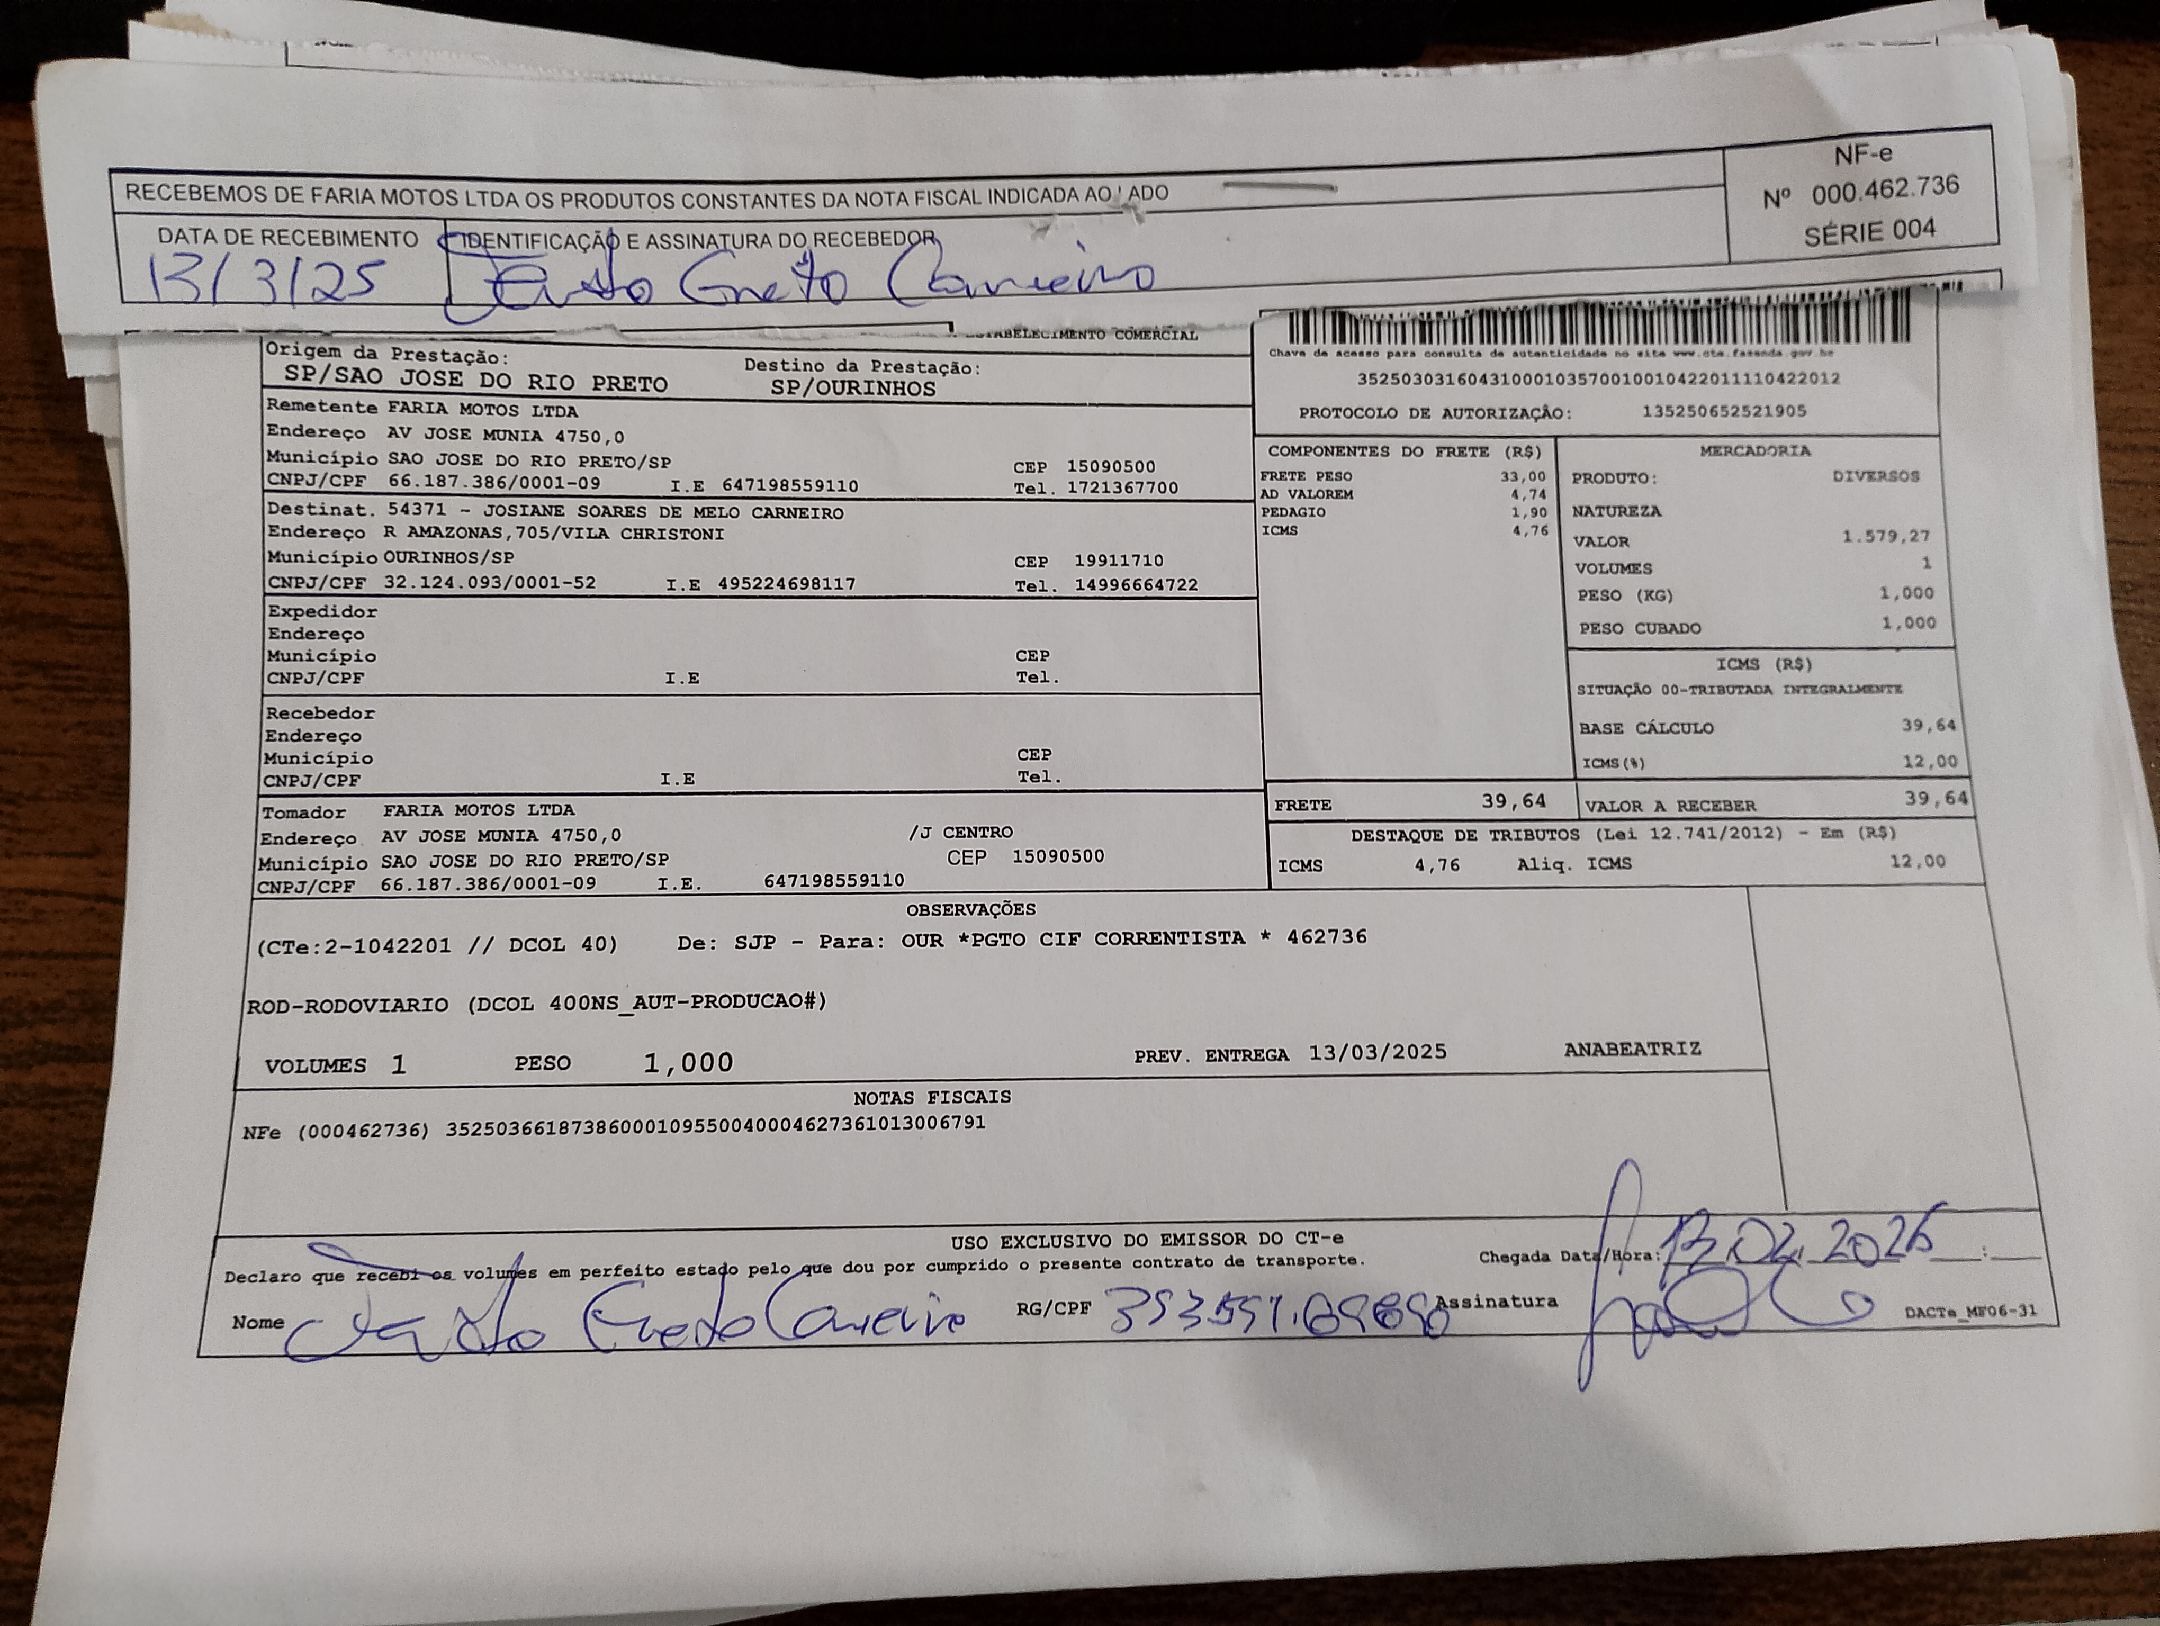 RECEBEMOS DE FARIA MOTOS LTDA OS PRODUTOS CONSTANTES DA NOTA FISCAL INDICADA AO LADO
NF-e
Nº 000.462.736
SÉRIE 004
DATA DE RECEBIMENTO IDENTIFICAÇÃO E ASSINATURA DO RECEBEDOR
13/3/25 Carneiro
ESTABELECIMENTO COMERCIAL
Origem da Prestação: Destino da Prestação:
SP/SAO JOSE DO RIO PRETO SP/OURINHOS
Remetente FARIA MOTOS LTDA
Endereço AV JOSE MUNIA 4750,0
Município SAO JOSE DO RIO PRETO/SP CEP 15090500
CNPJ/CPF 66.187.386/0001-09 I.E 647198559110 Tel. 1721367700
Destinat. 54371 - JOSIANE SOARES DE MELO CARNEIRO
Endereço R AMAZONAS,705/VILA CHRISTONI
Município OURINHOS/SP CEP 19911710
CNPJ/CPF 32.124.093/0001-52 I.E 495224698117 Tel. 14996664722
Expedidor
Endereço
Município CEP
CNPJ/CPF I.E Tel.
Recebedor
Endereço
Município CEP
CNPJ/CPF I.E Tel.
Tomador FARIA MOTOS LTDA
Endereço AV JOSE MUNIA 4750,0 /J CENTRO
Município SAO JOSE DO RIO PRETO/SP CEP 15090500
CNPJ/CPF 66.187.386/0001-09 I.E. 647198559110
Chave de acesso para consulta de autenticidade no site www.cte.fazenda.gov.br
35250303160431000103570010010422011110422012
PROTOCOLO DE AUTORIZAÇÃO: 135250652521905
COMPONENTES DO FRETE (R$)
FRETE PESO 33,00
AD VALOREM 4,74
PEDAGIO 1,90
ICMS 4,76
MERCADORIA
PRODUTO: DIVERSOS
NATUREZA
VALOR 1.579,27
VOLUMES 1
PESO (KG) 1,000
PESO CUBADO 1,000
ICMS (R$)
SITUAÇÃO 00-TRIBUTADA INTEGRALMENTE
BASE CÁLCULO 39,64
ICMS(%) 12,00
FRETE 39,64 VALOR A RECEBER 39,64
DESTAQUE DE TRIBUTOS (Lei 12.741/2012) - Em (R$)
ICMS 4,76 Aliq. ICMS 12,00
OBSERVAÇÕES
(CTe:2-1042201 // DCOL 40) De: SJP - Para: OUR *PGTO CIF CORRENTISTA * 462736
ROD-RODOVIARIO (DCOL 400NS_AUT-PRODUCAO#)
VOLUMES 1 PESO 1,000 PREV. ENTREGA 13/03/2025 ANABEATRIZ
NOTAS FISCAIS
NFe (000462736) 35250366187386000109550040004627361013006791
USO EXCLUSIVO DO EMISSOR DO CT-e
Declaro que recebi os volumes em perfeito estado pelo que dou por cumprido o presente contrato de transporte.
Chegada Data/Hora: :
Nome Carneiro RG/CPF Assinatura
DACTe_MF06-31